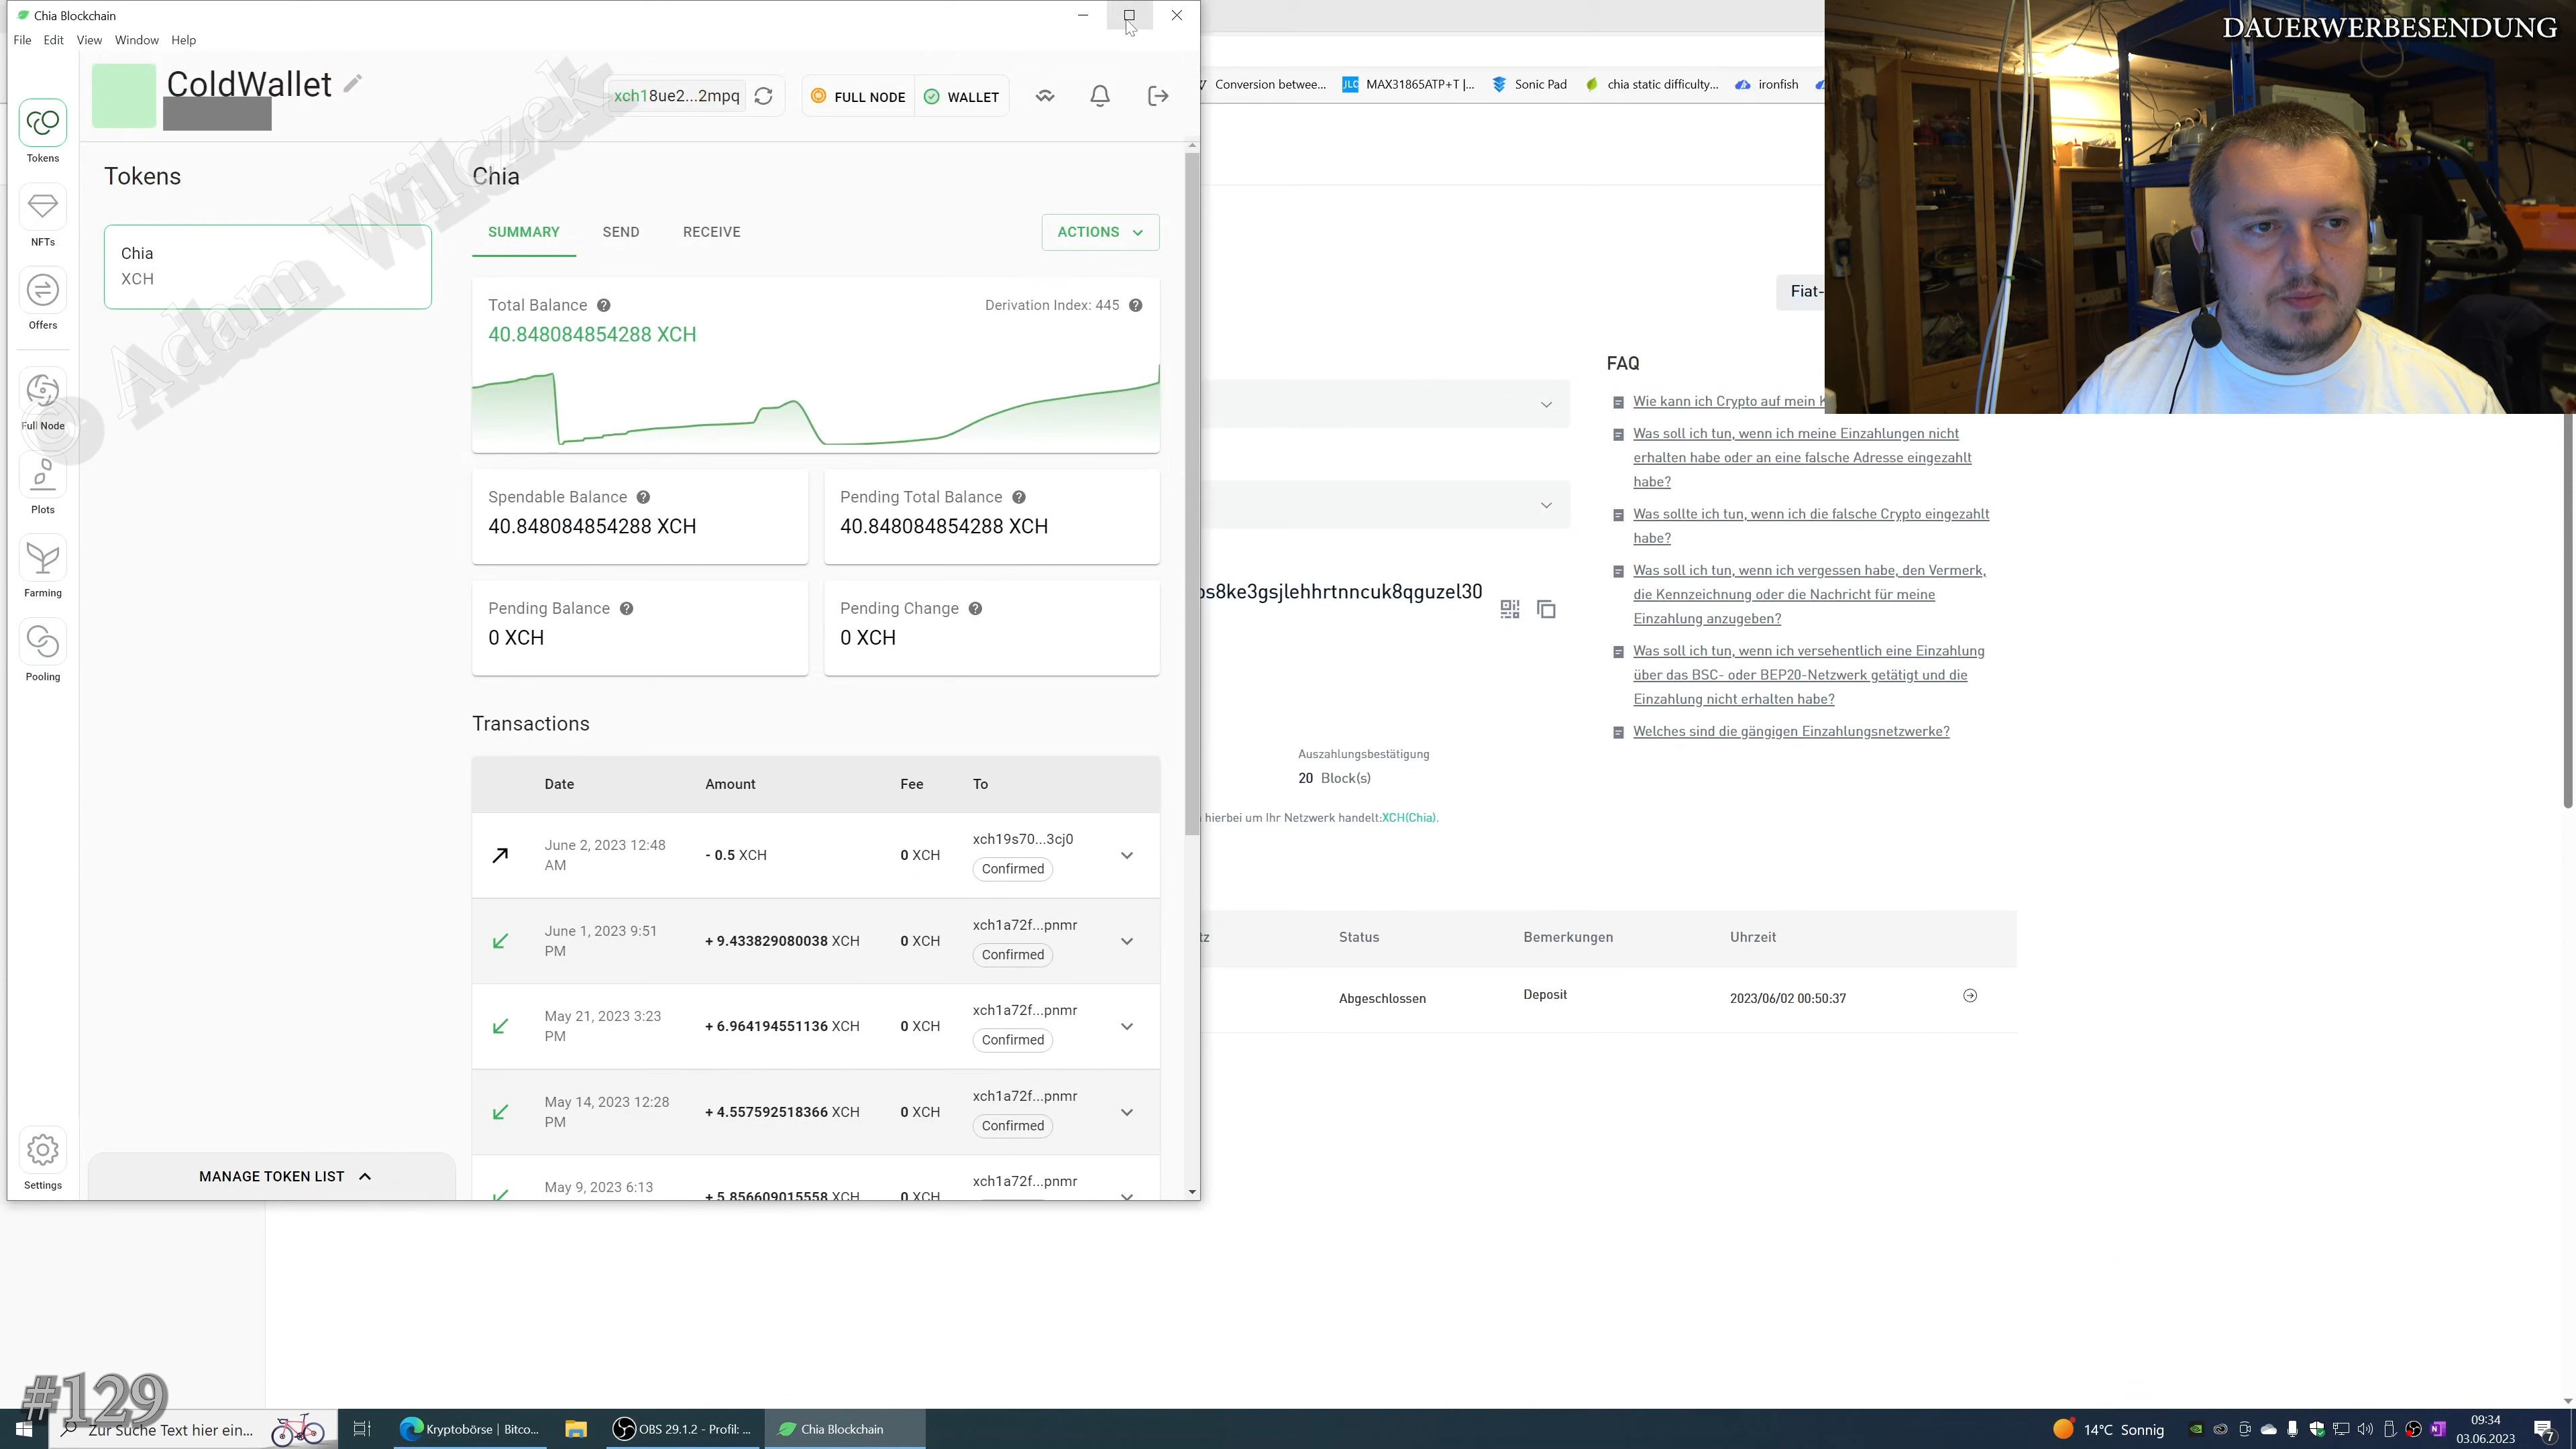 Chia Blockchain
DAUERWERBESENDUNG
File Edit View Window Help
ColdWallet
xch18ue2...2mpq
FULL NODE
WALLET
Conversion betwee...
MAX31865ATP+T |...
Sonic Pad
chia static difficulty...
ironfish
© Adam Wilczek
Tokens
NFTs
Offers
Full Node
Plots
Farming
Pooling
Settings
Tokens
Chia
XCH
MANAGE TOKEN LIST
Chia
SUMMARY SEND RECEIVE
ACTIONS
Total Balance
Derivation Index: 445
40.848084854288 XCH
Spendable Balance
40.848084854288 XCH
Pending Total Balance
40.848084854288 XCH
Pending Balance
0 XCH
Pending Change
0 XCH
Transactions
Date Amount Fee To
June 2, 2023 12:48
AM
- 0.5 XCH
0 XCH
xch19s70...3cj0
Confirmed
June 1, 2023 9:51
PM
+ 9.433829080038 XCH
0 XCH
xch1a72f...pnmr
Confirmed
May 21, 2023 3:23
PM
+ 6.964194551136 XCH
0 XCH
xch1a72f...pnmr
Confirmed
May 14, 2023 12:28
PM
+ 4.557592518366 XCH
0 XCH
xch1a72f...pnmr
Confirmed
May 9, 2023 6:13
+ 5.856609015558 XCH
0 XCH
xch1a72f...pnmr
Fiat-
FAQ
Wie kann ich Crypto auf mein K
Was soll ich tun, wenn ich meine Einzahlungen nicht
erhalten habe oder an eine falsche Adresse eingezahlt
habe?
Was sollte ich tun, wenn ich die falsche Crypto eingezahlt
habe?
Was soll ich tun, wenn ich vergessen habe, den Vermerk,
die Kennzeichnung oder die Nachricht für meine
Einzahlung anzugeben?
Was soll ich tun, wenn ich versehentlich eine Einzahlung
über das BSC- oder BEP20-Netzwerk getätigt und die
Einzahlung nicht erhalten habe?
Welches sind die gängigen Einzahlungsnetzwerke?
s8ke3gsjlehhrtnncuk8qguzel30
Auszahlungsbestätigung
20 Block(s)
hierbei um Ihr Netzwerk handelt:XCH(Chia).
tz Status Bemerkungen Uhrzeit
Abgeschlossen Deposit 2023/06/02 00:50:37
#129
Zur Suche Text hier ein...
Kryptobörse | Bitco...
OBS 29.1.2 - Profil: ...
Chia Blockchain
14°C Sonnig
09:34
03.06.2023
7